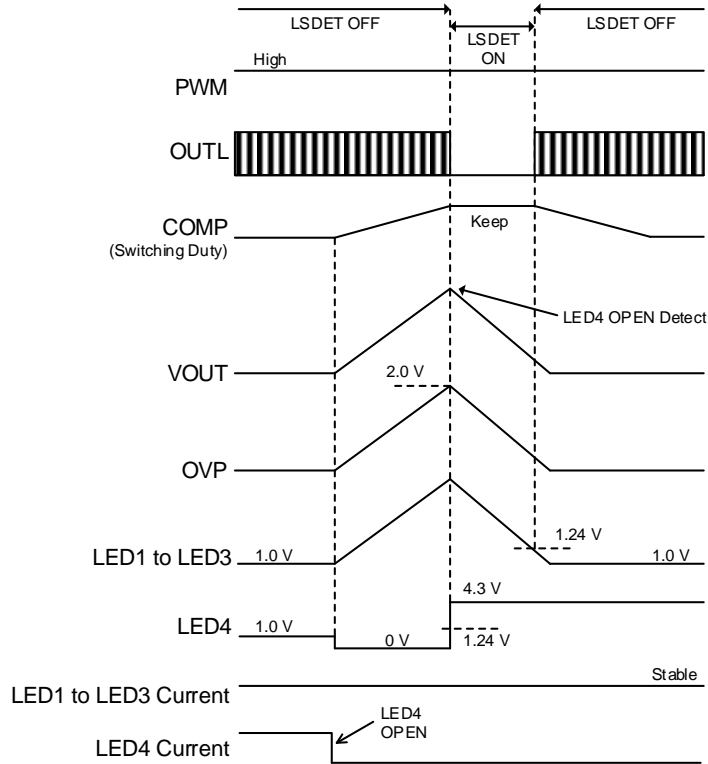 LSDET OFF
LSDET
ON
LSDET OFF
High
PWM
OUTL
COMP
(Switching Duty)
Keep
LED4 OPEN Detect
VOUT
2.0 V
OVP
1.24 V
LED1 to LED3
1.0 V
1.0 V
4.3 V
LED4
1.0 V
0 V
1.24 V
Stable
LED1 to LED3 Current
LED4
OPEN
LED4 Current